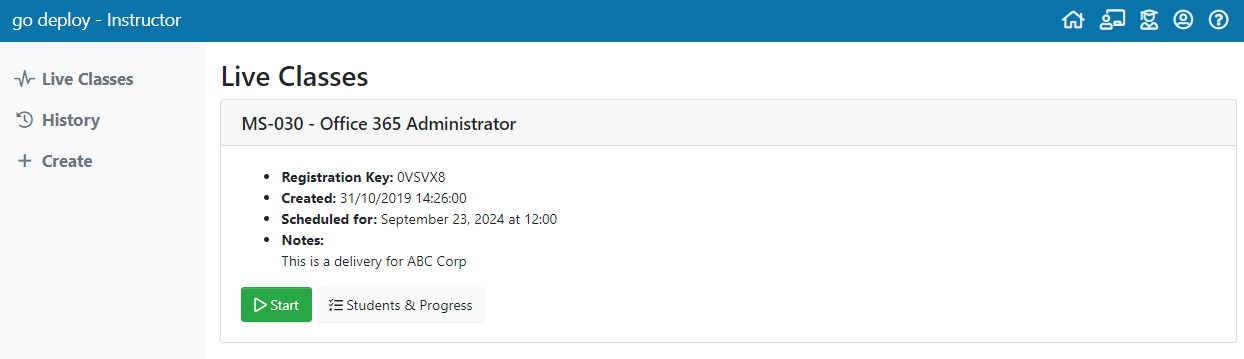 go deploy - Instructor
Live Classes
History
Create
Live Classes
MS-030 - Office 365 Administrator
Registration Key: 0VSVX8
Created: 31/10/2019 14:26:00
Scheduled for: September 23, 2024 at 12:00
Notes:
This is a delivery for ABC Corp
Start
Students & Progress